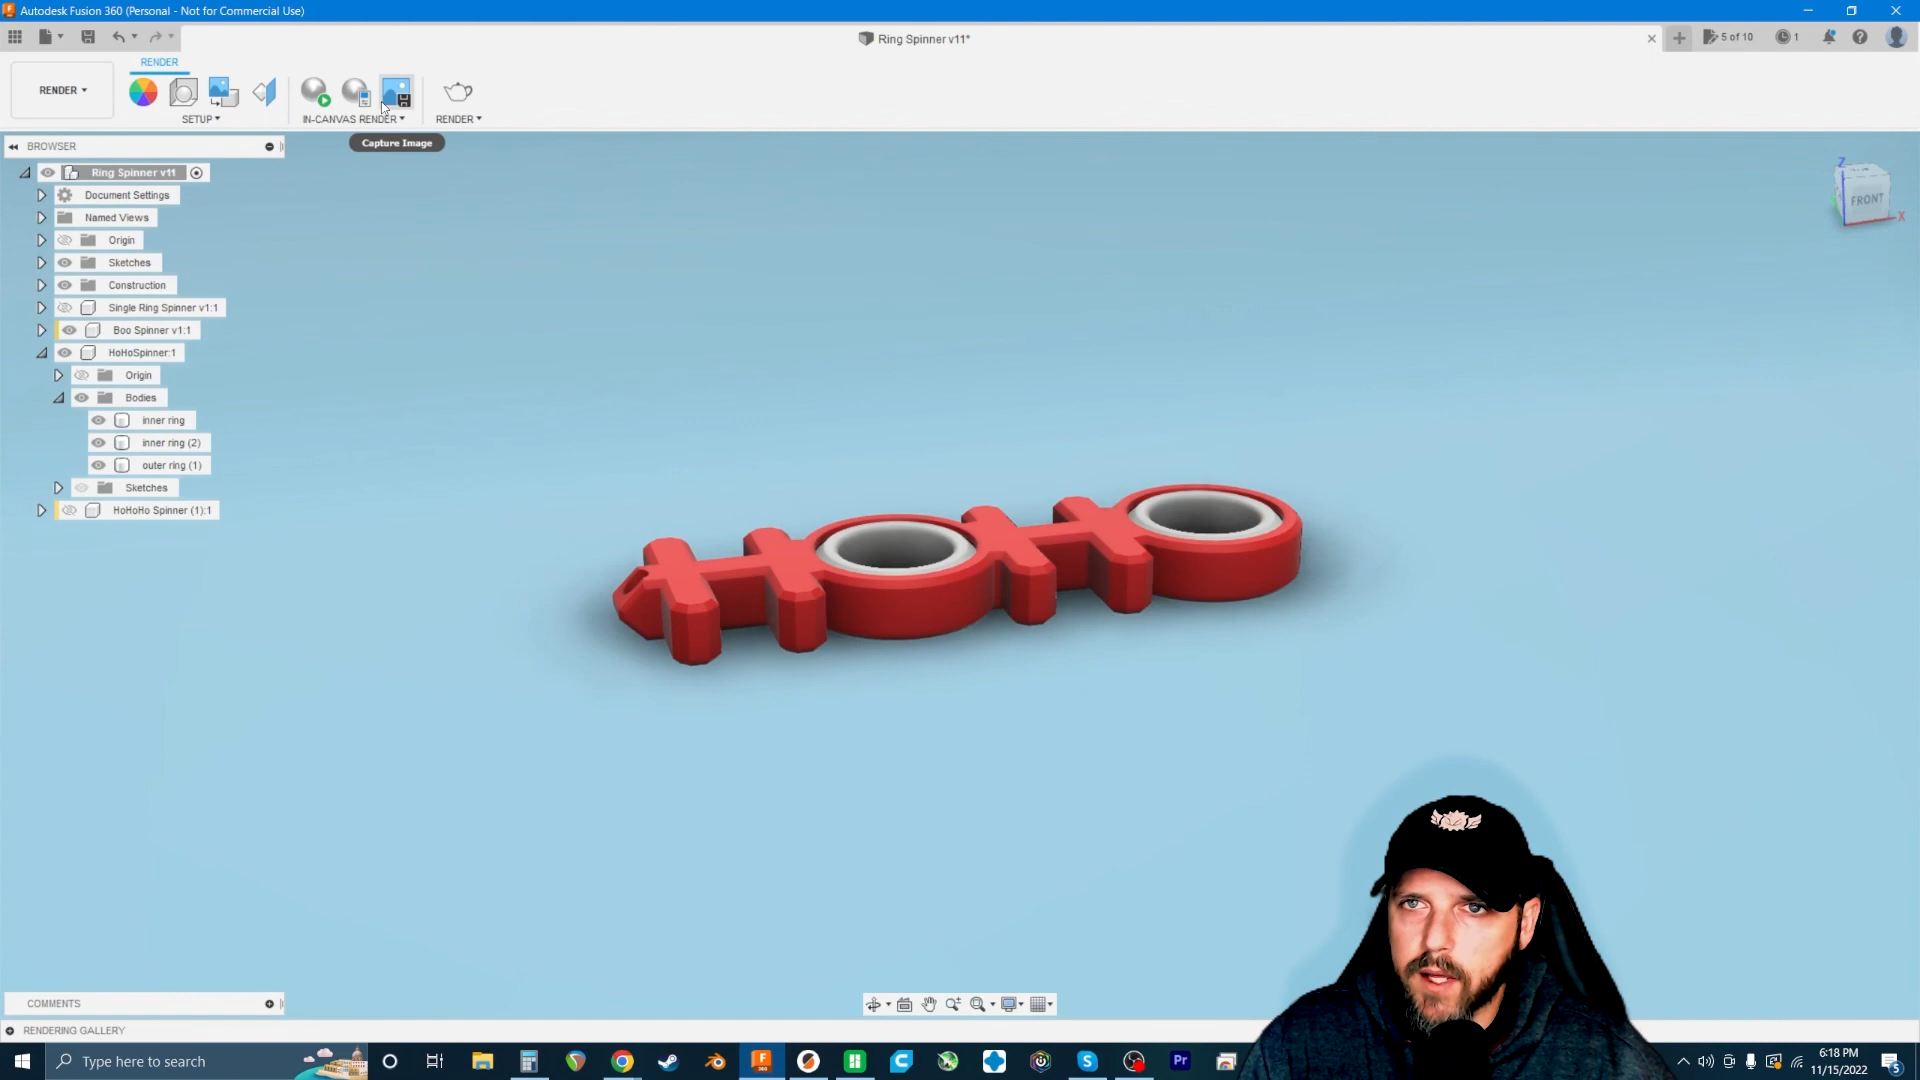 Autodesk Fusion 360 (Personal - Not for Commercial Use)
Ring Spinner v11*
5 of 10
1
RENDER
RENDER
SETUP
IN-CANVAS RENDER
RENDER
Capture Image
BROWSER
Ring Spinner v11
Document Settings
Named Views
Origin
Sketches
Construction
Single Ring Spinner v1:1
Boo Spinner v1:1
HoHoSpinner:1
Origin
Bodies
inner ring
inner ring (2)
outer ring (1)
Sketches
HoHoHo Spinner (1):1
Z
FRONT
X
COMMENTS
RENDERING GALLERY
Type here to search
F
360
S
Pr
6:18 PM
11/15/2022
5